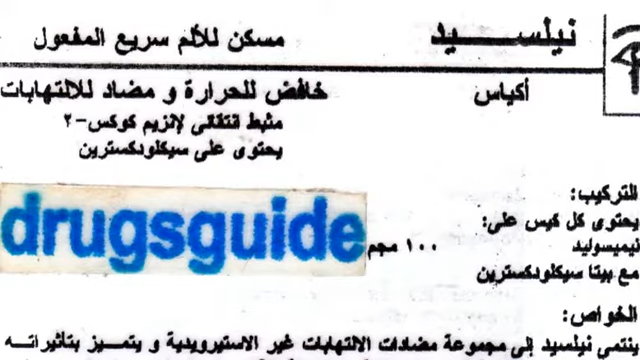 نيلسيد
مسكن للألم سريع المفعول
أكياس
خافض للحرارة و مضاد للالتهابات
مثبط انتقائى لإنزيم كوكس-٢
يحتوى على سيكلودكسترين
التركيب:
يحتوى كل كيس على:
نيميسوليد ١٠٠ مجم
مع بيتا سيكلودكسترين
drugsguide
الخواص:
ينتمي نيلسيد إلى مجموعة مضادات الالتهابات غير الاستيرويدية و يتميز بتأثيراته